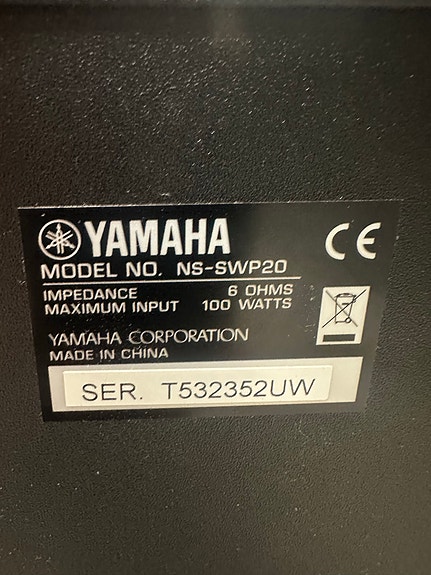 YAMAHA
CE
MODEL NO. NS-SWP20
IMPEDANCE 6 OHMS
MAXIMUM INPUT 100 WATTS
YAMAHA CORPORATION
MADE IN CHINA
SER. T532352UW